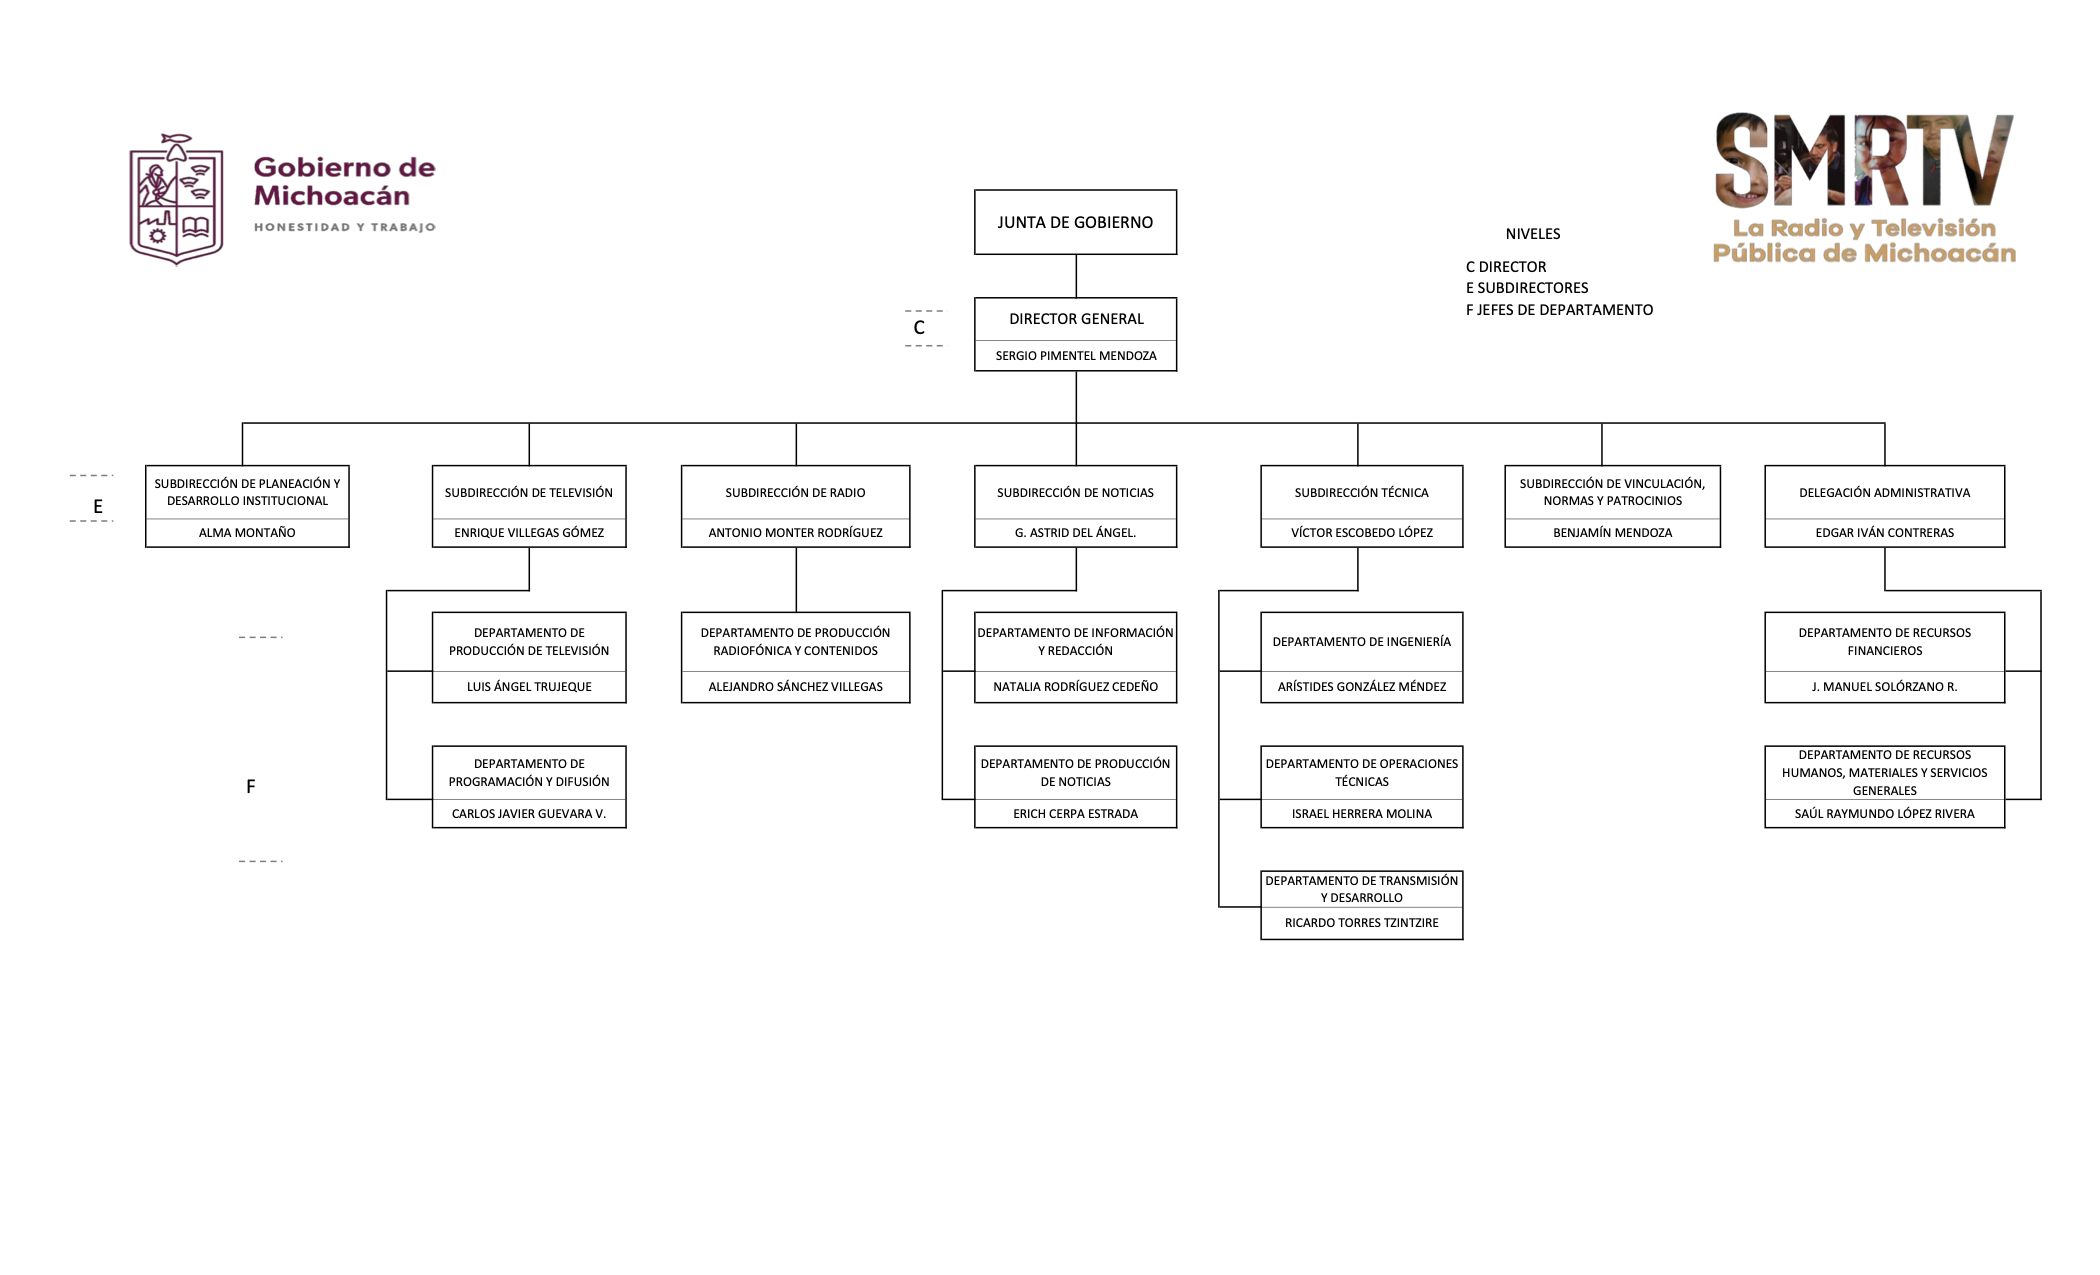 Gobierno de
Michoacán
HONESTIDAD Y TRABAJO
SMRTV
La Radio y Televisión
Pública de Michoacán
JUNTA DE GOBIERNO
NIVELES
C DIRECTOR
E SUBDIRECTORES
F JEFES DE DEPARTAMENTO
C
DIRECTOR GENERAL
SERGIO PIMENTEL MENDOZA
E
SUBDIRECCIÓN DE PLANEACIÓN Y
DESARROLLO INSTITUCIONAL
ALMA MONTAÑO
SUBDIRECCIÓN DE TELEVISIÓN
ENRIQUE VILLEGAS GÓMEZ
SUBDIRECCIÓN DE RADIO
ANTONIO MONTER RODRÍGUEZ
SUBDIRECCIÓN DE NOTICIAS
G. ASTRID DEL ÁNGEL.
SUBDIRECCIÓN TÉCNICA
VÍCTOR ESCOBEDO LÓPEZ
SUBDIRECCIÓN DE VINCULACIÓN,
NORMAS Y PATROCINIOS
BENJAMÍN MENDOZA
DELEGACIÓN ADMINISTRATIVA
EDGAR IVÁN CONTRERAS
F
DEPARTAMENTO DE
PRODUCCIÓN DE TELEVISIÓN
LUIS ÁNGEL TRUJEQUE
DEPARTAMENTO DE PRODUCCIÓN
RADIOFÓNICA Y CONTENIDOS
ALEJANDRO SÁNCHEZ VILLEGAS
DEPARTAMENTO DE INFORMACIÓN
Y REDACCIÓN
NATALIA RODRÍGUEZ CEDEÑO
DEPARTAMENTO DE INGENIERÍA
ARÍSTIDES GONZÁLEZ MÉNDEZ
DEPARTAMENTO DE RECURSOS
FINANCIEROS
J. MANUEL SOLÓRZANO R.
DEPARTAMENTO DE
PROGRAMACIÓN Y DIFUSIÓN
CARLOS JAVIER GUEVARA V.
DEPARTAMENTO DE PRODUCCIÓN
DE NOTICIAS
ERICH CERPA ESTRADA
DEPARTAMENTO DE OPERACIONES
TÉCNICAS
ISRAEL HERRERA MOLINA
DEPARTAMENTO DE RECURSOS
HUMANOS, MATERIALES Y SERVICIOS
GENERALES
SAÚL RAYMUNDO LÓPEZ RIVERA
DEPARTAMENTO DE TRANSMISIÓN
Y DESARROLLO
RICARDO TORRES TZINTZIRE